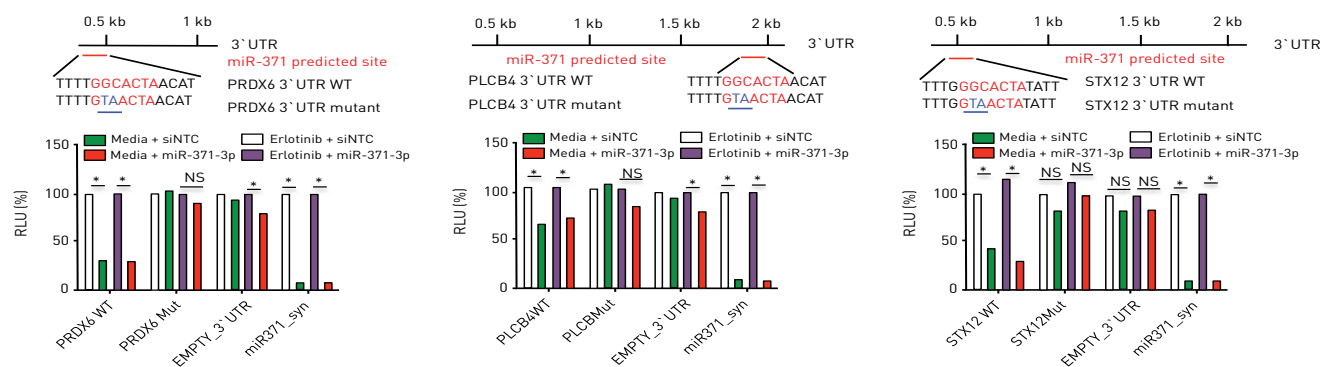 0.5 kb 1 kb
3`UTR
miR-371 predicted site
TTTTGGCACTAACAT PRDX6 3`UTR WT
TTTTGTAACTAACAT PRDX6 3`UTR mutant
Media + siNTC Erlotinib + siNTC
Media + miR-371-3p Erlotinib + miR-371-3p
RLU (%)
150
100
50
0
* * NS * * *
PRDX6 WT
PRDX6 Mut
EMPTY_3`UTR
miR371_syn
0.5 kb 1 kb 1.5 kb 2 kb
3`UTR
miR-371 predicted site
PLCB4 3`UTR WT TTTTGGCACTAACAT
PLCB4 3`UTR mutant TTTTGTAACTAACAT
Media + siNTC Erlotinib + siNTC
Media + miR-371-3p Erlotinib + miR-371-3p
RLU (%)
150
100
50
0
* * NS * * *
PLCB4WT
PLCBMut
EMPTY_3`UTR
miR371_syn
0.5 kb 1 kb 1.5 kb 2 kb
3`UTR
miR-371 predicted site
TTTGGGCACTATATT STX12 3`UTR WT
TTTGGTAACTATATT STX12 3`UTR mutant
Media + siNTC Erlotinib + siNTC
Media + miR-371-3p Erlotinib + miR-371-3p
RLU (%)
150
100
50
0
* * NS NS NS NS * *
STX12 WT
STX12Mut
EMPTY_3`UTR
miR371_syn